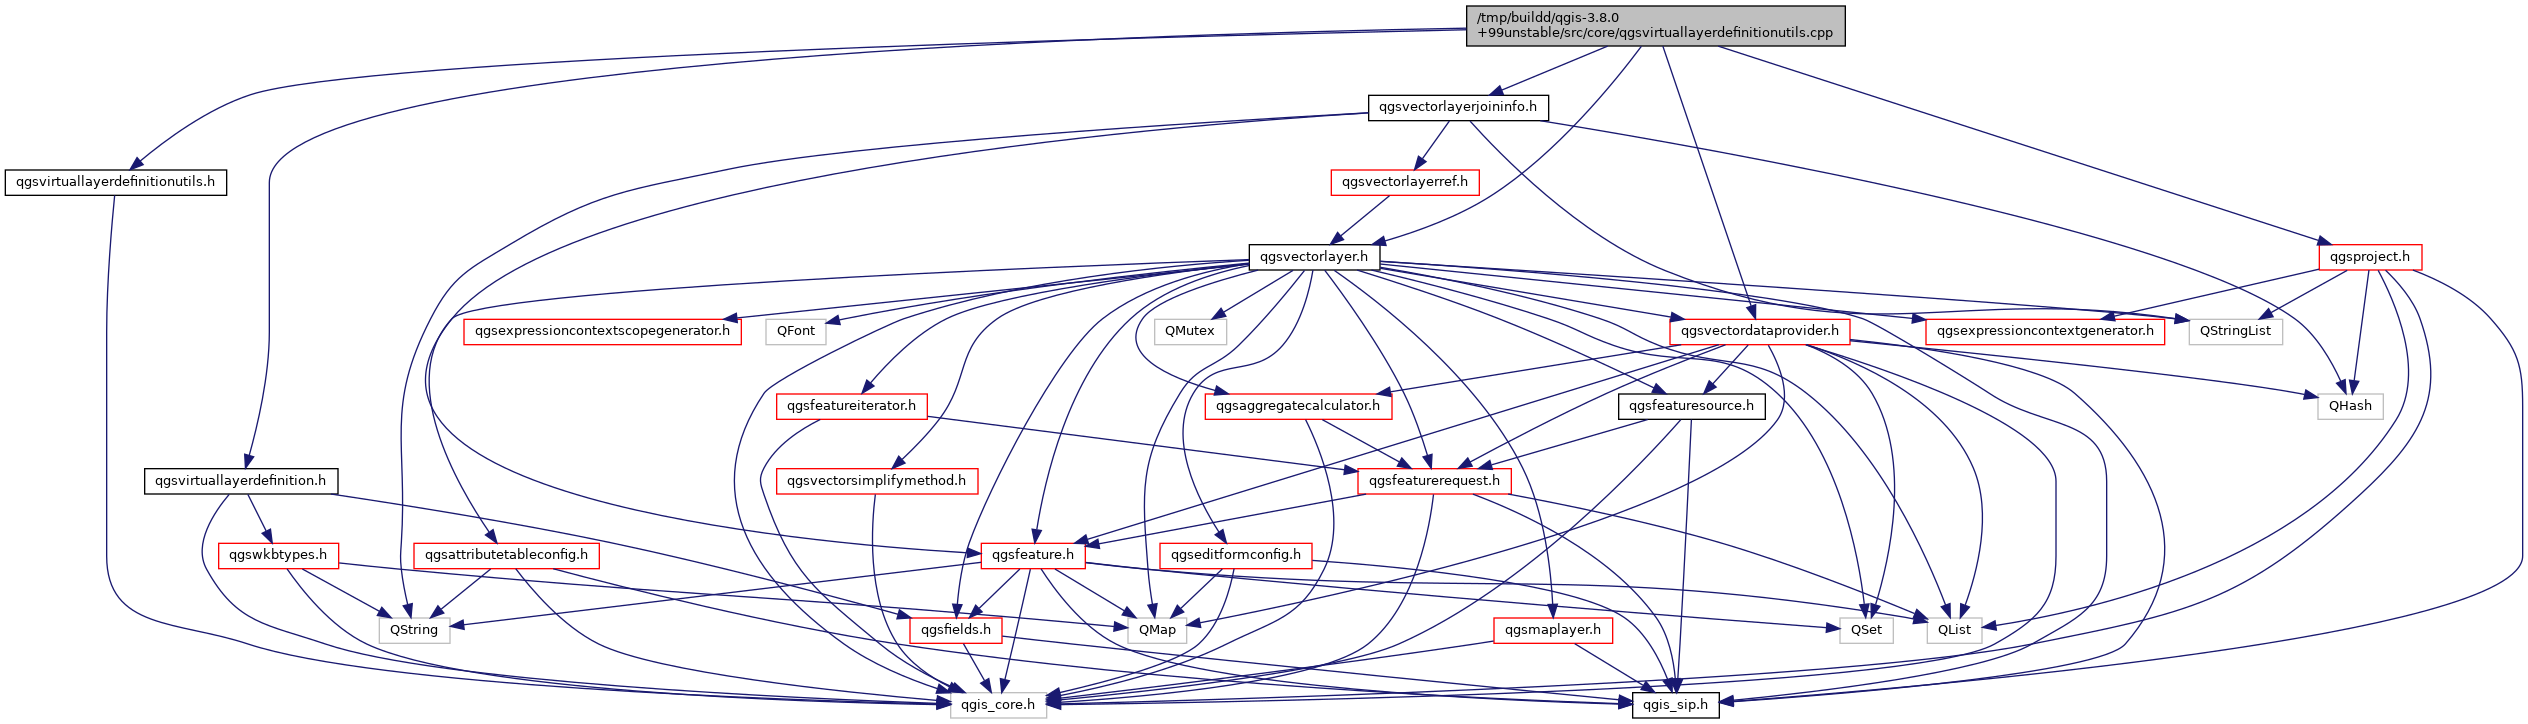 /tmp/buildd/qgis-3.8.0
+99unstable/src/core/qgsvirtuallayerdefinitionutils.cpp
qgsvectorlayerjoininfo.h
qgsvirtuallayerdefinitionutils.h
qgsvectorlayerref.h
qgsvectorlayer.h
qgsproject.h
qgsexpressioncontextscopegenerator.h
QFont
QMutex
qgsvectordataprovider.h
qgsexpressioncontextgenerator.h
QStringList
qgsfeatureiterator.h
qgsaggregatecalculator.h
qgsfeaturesource.h
QHash
qgsvirtuallayerdefinition.h
qgsvectorsimplifymethod.h
qgsfeaturerequest.h
qgswkbtypes.h
qgsattributetableconfig.h
qgsfeature.h
qgseditformconfig.h
QString
qgsfields.h
QMap
qgsmaplayer.h
QSet
QList
qgis_core.h
qgis_sip.h